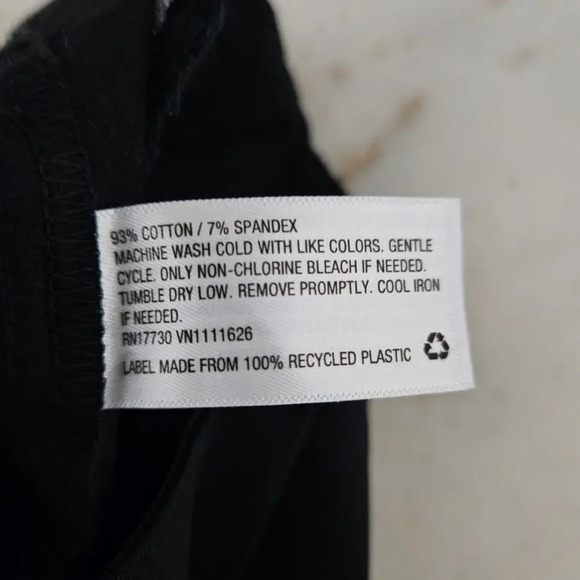 93% COTTON / 7% SPANDEX
MACHINE WASH COLD WITH LIKE COLORS. GENTLE
CYCLE. ONLY NON-CHLORINE BLEACH IF NEEDED.
TUMBLE DRY LOW. REMOVE PROMPTLY. COOL IRON
IF NEEDED.
RN17730 VN1111626
LABEL MADE FROM 100% RECYCLED PLASTIC